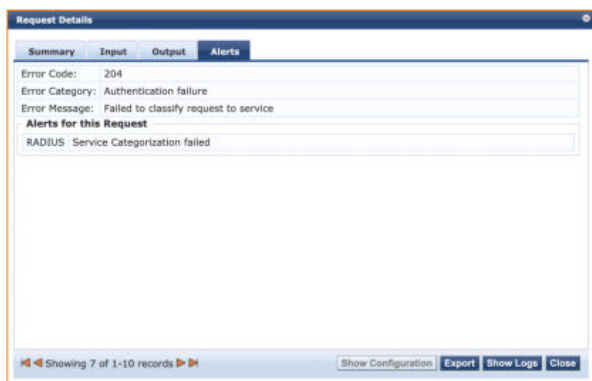 Request Details
Summary Input Output Alerts
Error Code: 204
Error Category: Authentication failure
Error Message: Failed to classify request to service
Alerts for this Request
RADIUS Service Categorization failed
Showing 7 of 1-10 records Show Configuration Export Show Logs Close